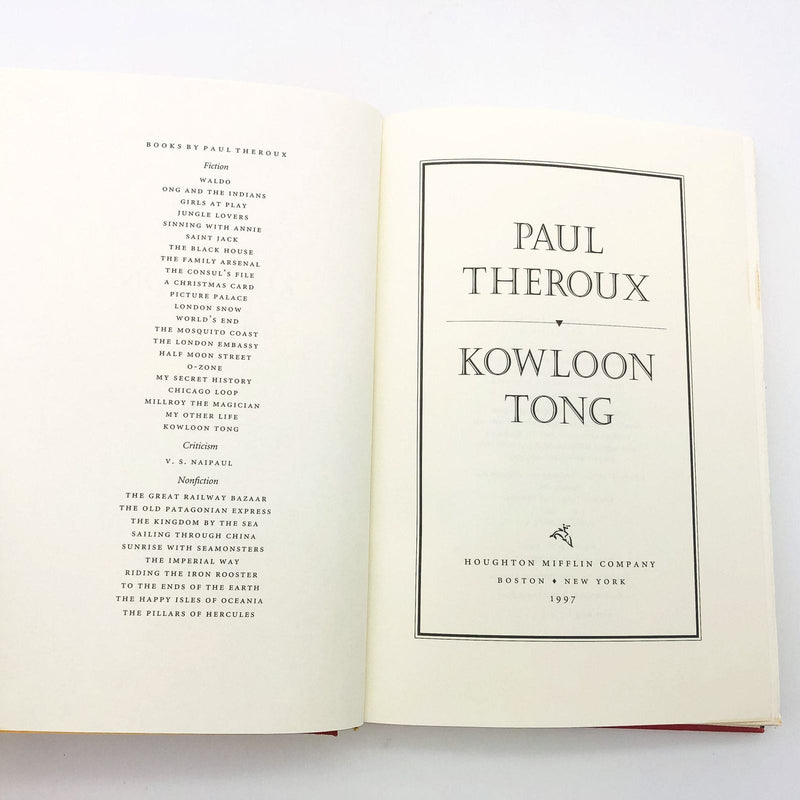 BOOKS BY PAUL THEROUX
Fiction
WALDO
ONG AND THE INDIANS
GIRLS AT PLAY
JUNGLE LOVERS
SINNING WITH ANNIE
SAINT JACK
THE BLACK HOUSE
THE FAMILY ARSENAL
THE CONSUL'S FILE
A CHRISTMAS CARD
PICTURE PALACE
LONDON SNOW
WORLD'S END
THE MOSQUITO COAST
THE LONDON EMBASSY
HALF MOON STREET
O-ZONE
MY SECRET HISTORY
CHICAGO LOOP
MILLROY THE MAGICIAN
MY OTHER LIFE
KOWLOON TONG
Criticism
V. S. NAIPAUL
Nonfiction
THE GREAT RAILWAY BAZAAR
THE OLD PATAGONIAN EXPRESS
THE KINGDOM BY THE SEA
SAILING THROUGH CHINA
SUNRISE WITH SEAMONSTERS
THE IMPERIAL WAY
RIDING THE IRON ROOSTER
TO THE ENDS OF THE EARTH
THE HAPPY ISLES OF OCEANIA
THE PILLARS OF HERCULES
PAUL
THEROUX
KOWLOON
TONG
HOUGHTON MIFFLIN COMPANY
BOSTON ♦ NEW YORK
1997